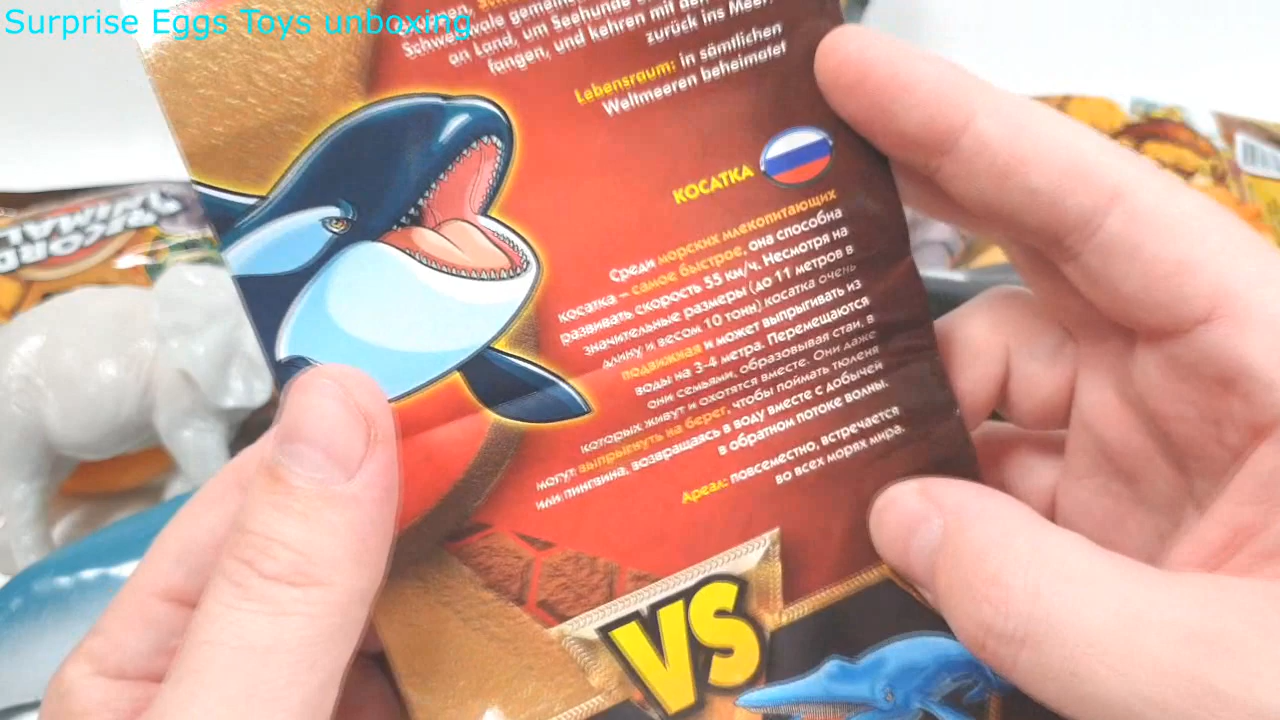 Surprise Eggs Toys unboxing
Schwertwale gemeinsam
an Land, um Seehunde
fangen, und kehren mit
zurück ins Meer.
Lebensraum: in sämtlichen
Weltmeeren beheimatet
КОСАТКА
Среди морских млекопитающих
косатка – самое быстрое, она способна
развивать скорость 55 км/ч. Несмотря на
значительные размеры (до 11 метров в
длину и весом 10 тонн) косатка очень
подвижная и может выпрыгивать из
воды на 3-4 метра. Перемещаются
они семьями, образовывая стаи, в
которых живут и охотятся вместе. Они даже
могут выпрыгнуть на берег, чтобы поймать тюленя
или пингвина, возвращаясь в воду вместе с добычей
в обратном потоке волны.
Ареал: повсеместно, встречается
во всех морях мира.
VS
RECORD
ANIMAL